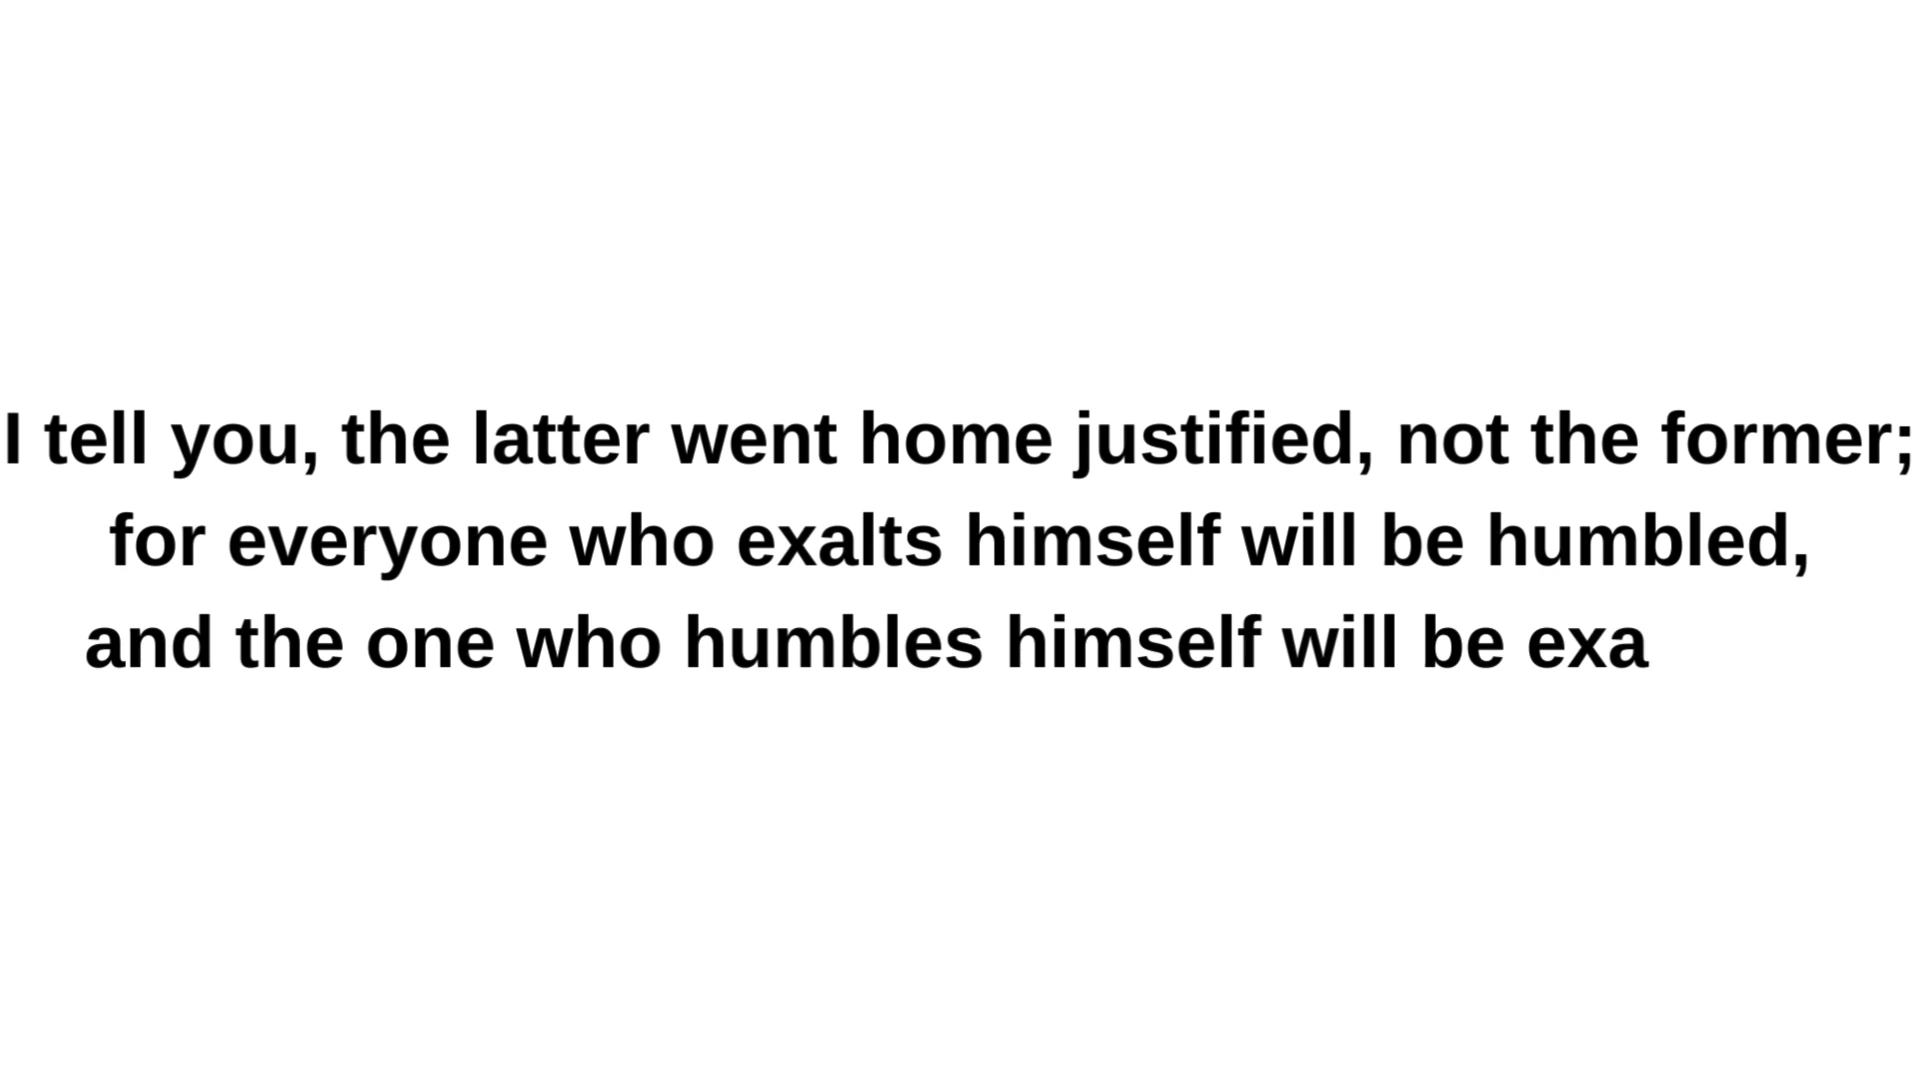 I tell you, the latter went home justified, not the former;
for everyone who exalts himself will be humbled,
and the one who humbles himself will be exa